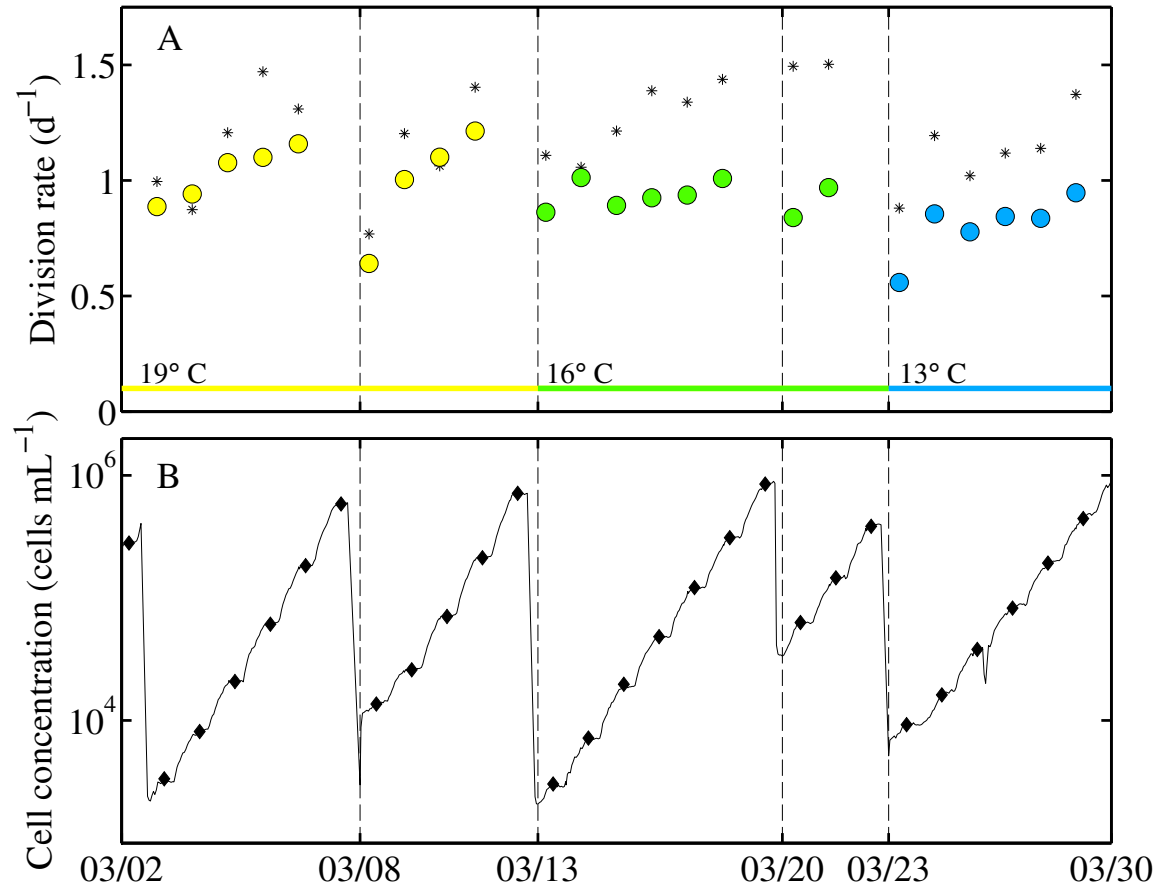 A
Division rate (d⁻¹)
1.5
1
0.5
0
19° C
16° C
13° C
B
Cell concentration (cells mL⁻¹)
10⁶
10⁴
03/02 03/08 03/13 03/20 03/23 03/30